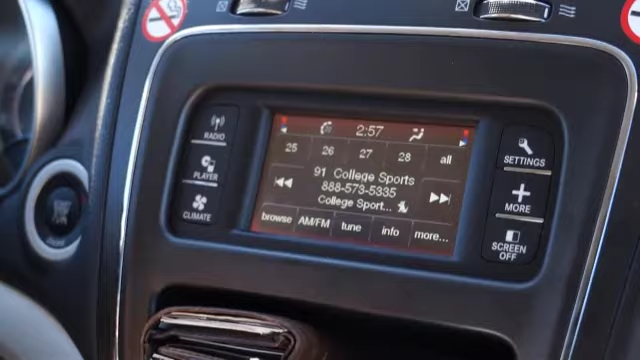 RADIO
PLAYER
CLIMATE
2:57
25 26 27 28 all
91 College Sports
888-573-5335
College Sport...
browse AM/FM tune info more...
SETTINGS
MORE
SCREEN
OFF